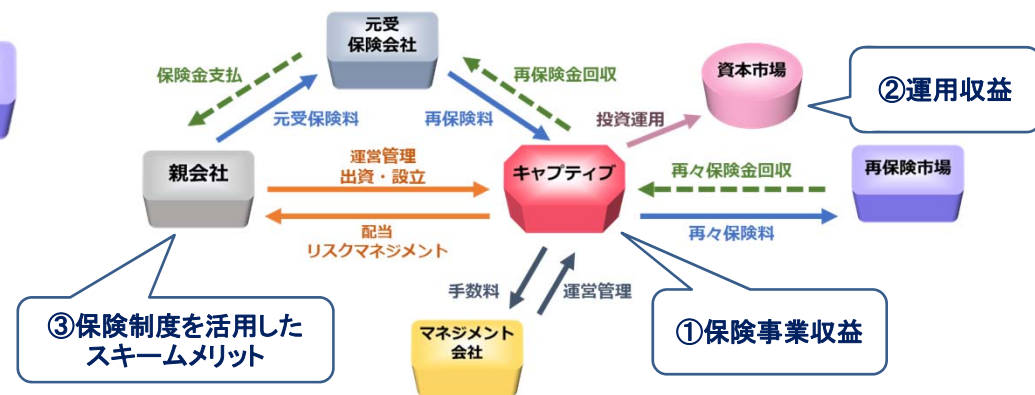 元受
保険会社
保険金支払
再保険金回収
資本市場
②運用収益
元受保険料
再保険料
投資運用
親会社
運営管理
出資・設立
キャプティブ
再々保険金回収
再保険市場
配当
リスクマネジメント
再々保険料
手数料
運営管理
③保険制度を活用した
スキームメリット
マネジメント
会社
①保険事業収益